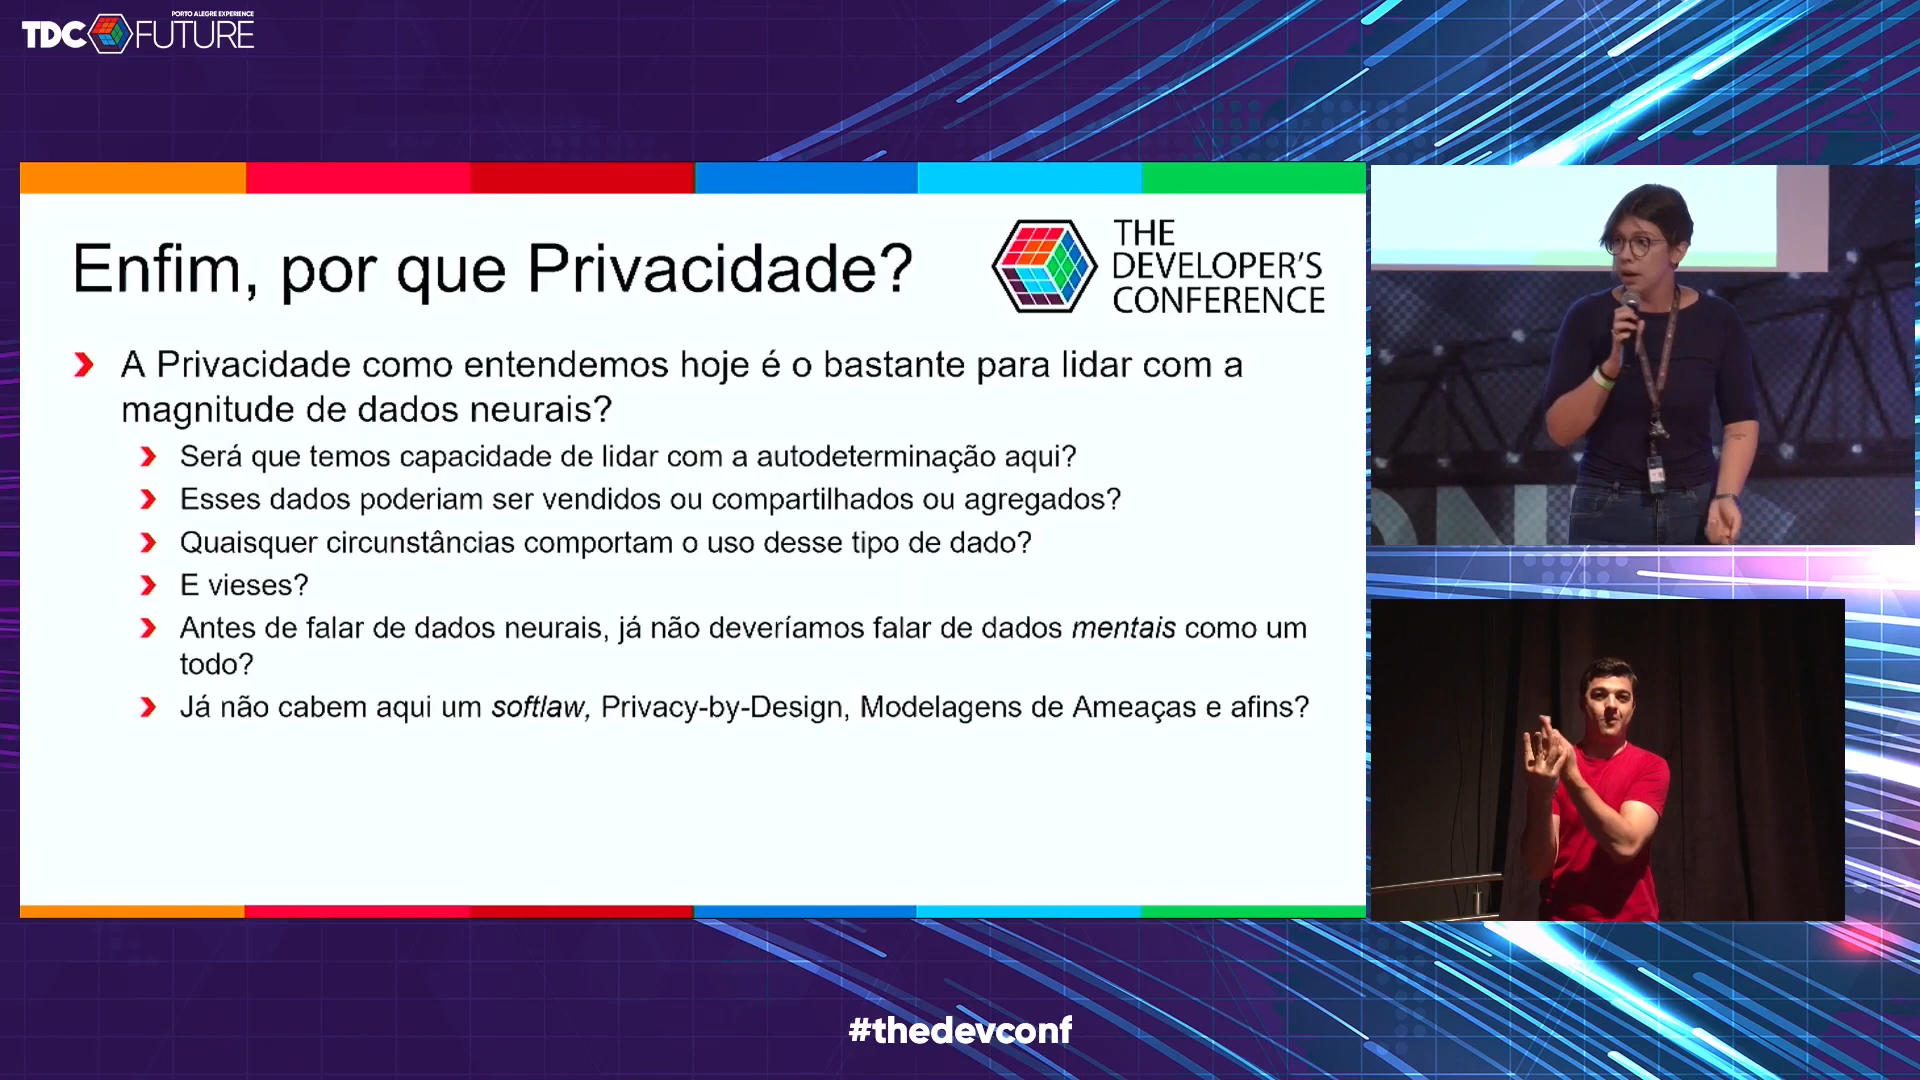 PORTO ALEGRE EXPERIENCE
TDC FUTURE
Enfim, por que Privacidade?
THE
DEVELOPER'S
CONFERENCE
A Privacidade como entendemos hoje é o bastante para lidar com a
magnitude de dados neurais?
Será que temos capacidade de lidar com a autodeterminação aqui?
Esses dados poderiam ser vendidos ou compartilhados ou agregados?
Quaisquer circunstâncias comportam o uso desse tipo de dado?
E vieses?
Antes de falar de dados neurais, já não deveríamos falar de dados mentais como um
todo?
Já não cabem aqui um softlaw, Privacy-by-Design, Modelagens de Ameaças e afins?
#thedevconf